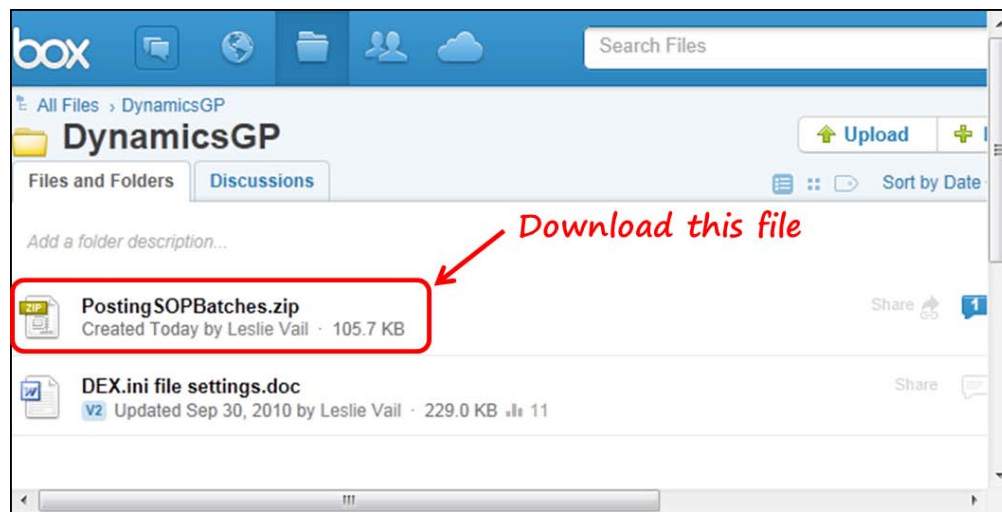 box
Search Files
All Files › DynamicsGP
DynamicsGP
Upload
Files and Folders
Discussions
Sort by Date
Add a folder description...
Download this file
ZIP
PostingSOPBatches.zip
Created Today by Leslie Vail · 105.7 KB
Share
1
DEX.ini file settings.doc
V2 Updated Sep 30, 2010 by Leslie Vail · 229.0 KB 11
Share